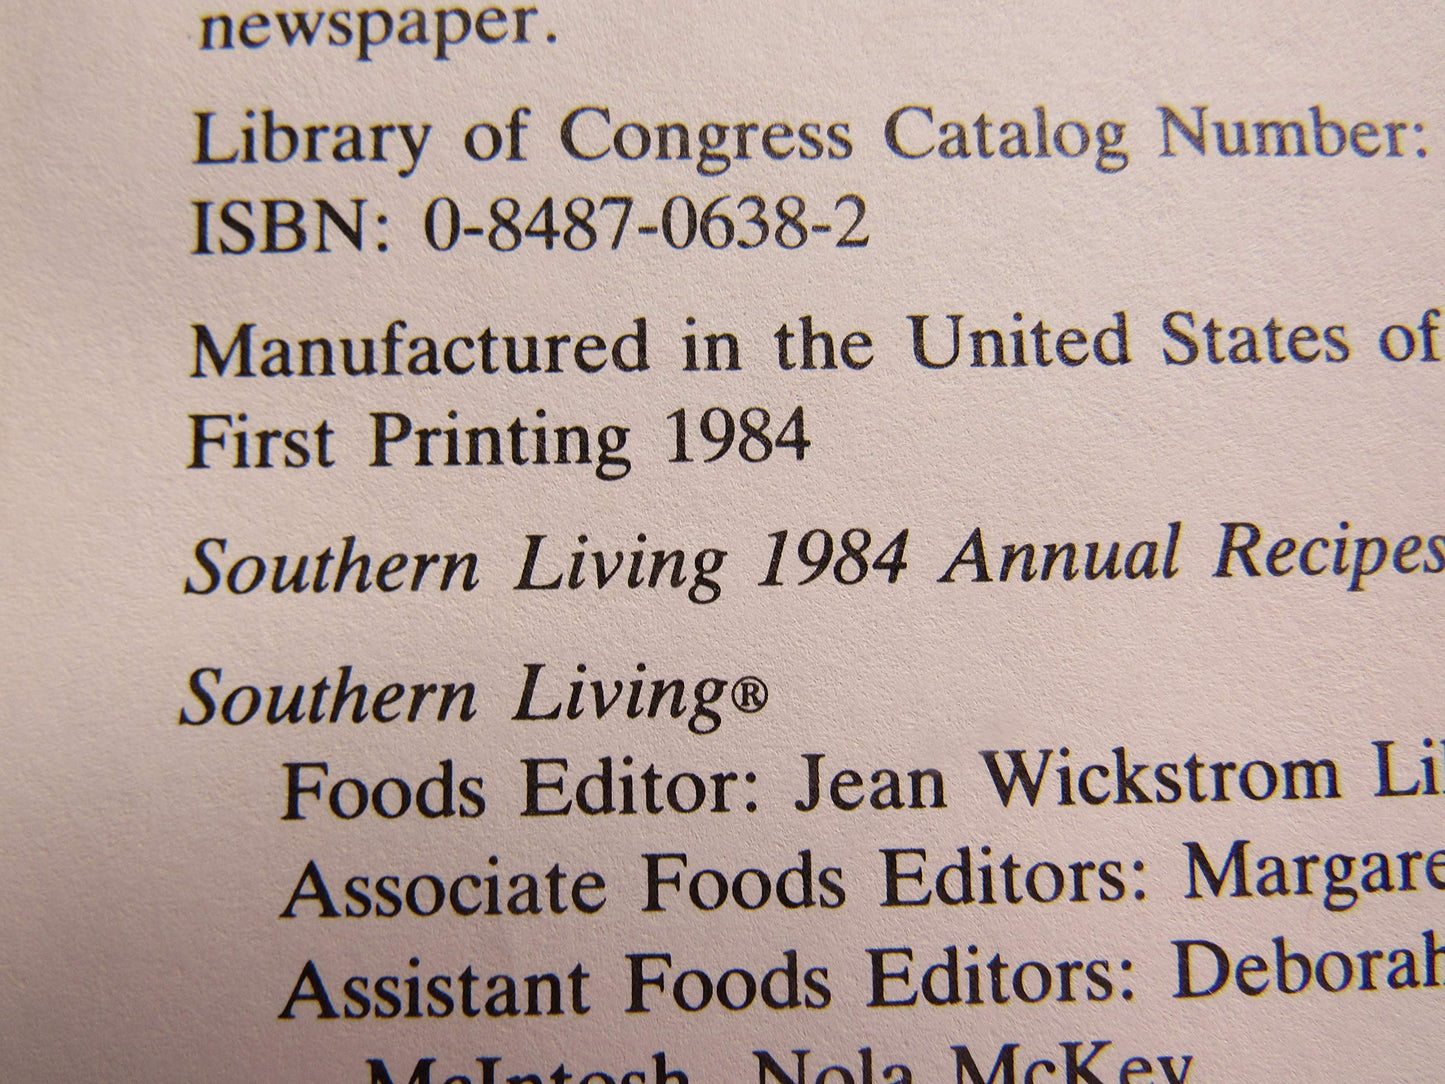 newspaper.
Library of Congress Catalog Number:
ISBN: 0-8487-0638-2
Manufactured in the United States of
First Printing 1984
Southern Living 1984 Annual Recipes
Southern Living®
Foods Editor: Jean Wickstrom
Associate Foods Editors:
Assistant Foods Editors: Deborah
McIntosh, Nola McKey